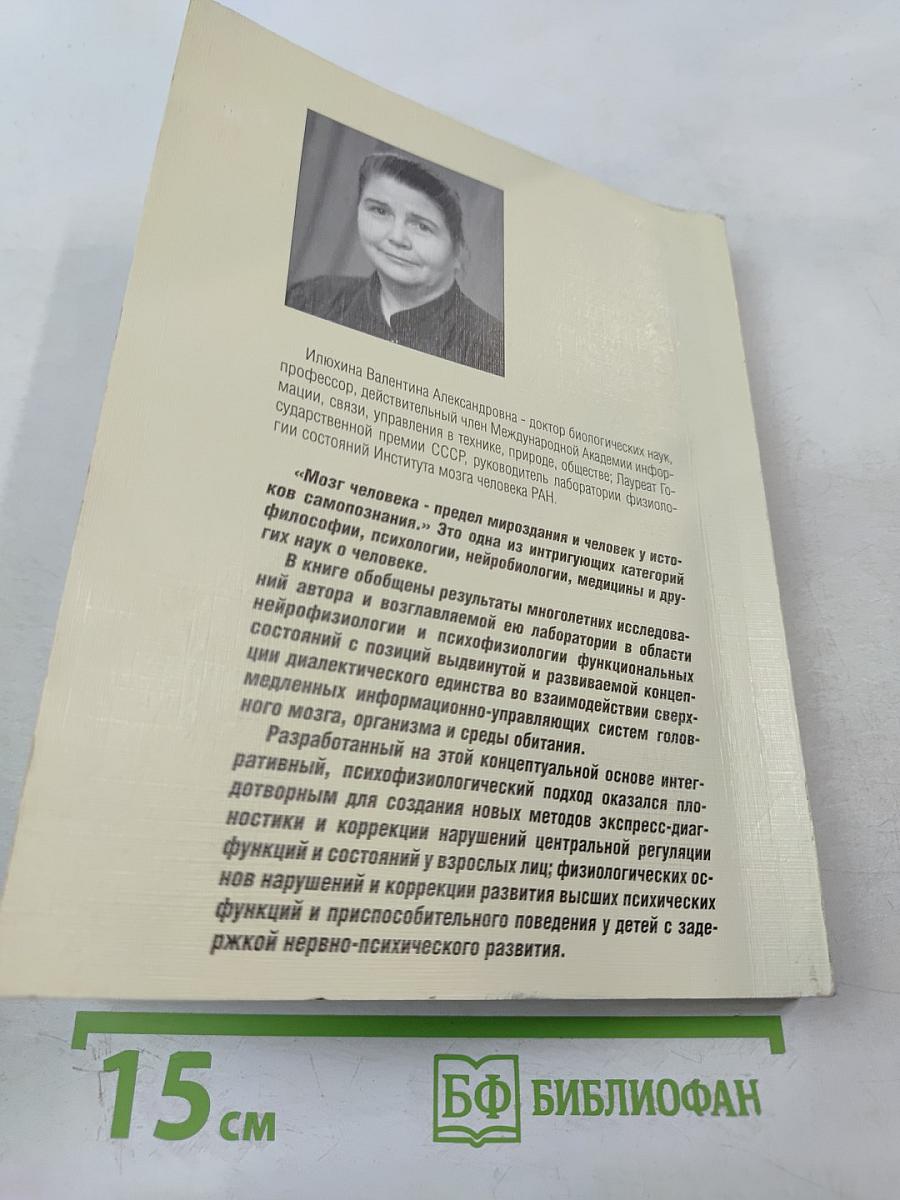 Илюхина Валентина Александровна - доктор биологических наук,
профессор, действительный член Международной Академии инфор-
мации, связи, управления в технике, природе, обществе; Лауреат Го-
сударственной премии СССР, руководитель лаборатории физиоло-
гии состояний Института мозга человека РАН.
«Мозг человека - предел мироздания и человек у исто-
ков самопознания.» Это одна из интригующих категорий
философии, психологии, нейробиологии, медицины и дру-
гих наук о человеке.
В книге обобщены результаты многолетних исследова-
ний автора и возглавляемой ею лаборатории в области
нейрофизиологии и психофизиологии функциональных
состояний с позиций выдвинутой и развиваемой концеп-
ции диалектического единства во взаимодействии сверх-
медленных информационно-управляющих систем голов-
ного мозга, организма и среды обитания.
Разработанный на этой концептуальной основе интег-
ративный, психофизиологический подход оказался пло-
дотворным для создания новых методов экспресс-диаг-
ностики и коррекции нарушений центральной регуляции
функций и состояний у взрослых лиц; физиологических ос-
нов нарушений и коррекции развития высших психических
функций и приспособительного поведения у детей с заде-
ржкой нервно-психического развития.
15 см
БФ БИБЛИОФАН